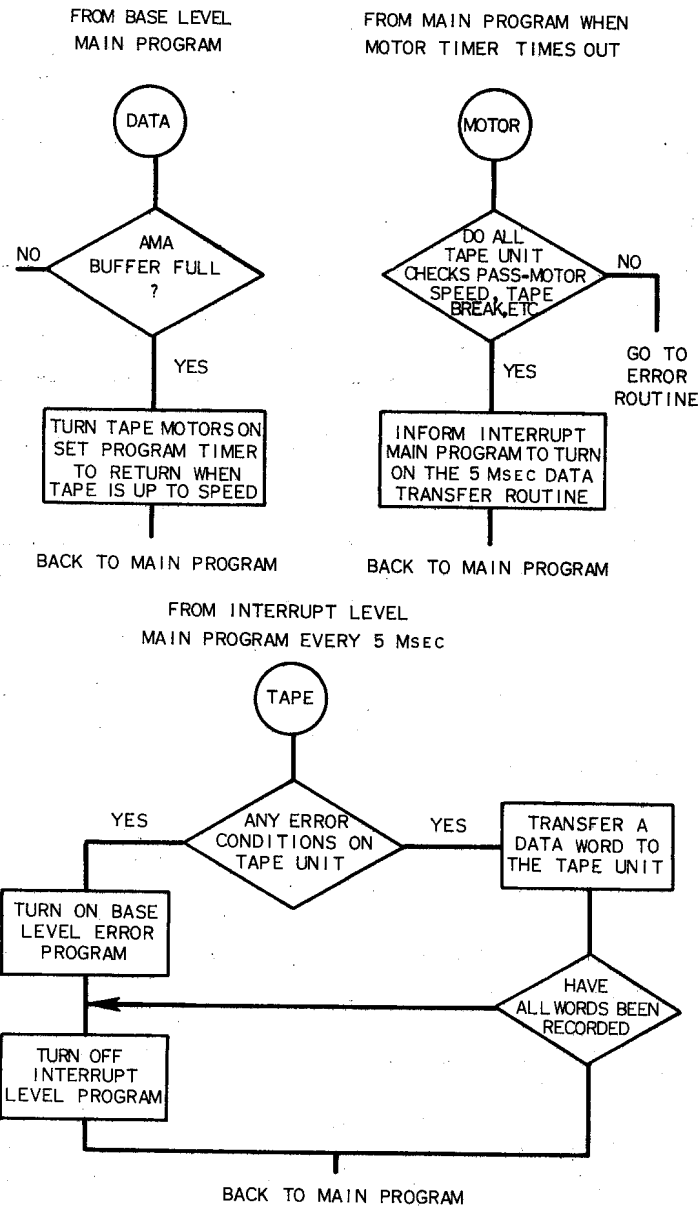 FROM BASE LEVEL
MAIN PROGRAM
DATA
NO
AMA
BUFFER FULL
?
YES
TURN TAPE MOTORS ON
SET PROGRAM TIMER
TO RETURN WHEN
TAPE IS UP TO SPEED
BACK TO MAIN PROGRAM
FROM MAIN PROGRAM WHEN
MOTOR TIMER TIMES OUT
MOTOR
DO ALL
TAPE UNIT
CHECKS PASS-MOTOR
SPEED, TAPE
BREAK, ETC
NO
GO TO
ERROR
ROUTINE
YES
INFORM INTERRUPT
MAIN PROGRAM TO TURN
ON THE 5 MSEC DATA
TRANSFER ROUTINE
BACK TO MAIN PROGRAM
FROM INTERRUPT LEVEL
MAIN PROGRAM EVERY 5 MSEC
TAPE
YES
ANY ERROR
CONDITIONS ON
TAPE UNIT
YES
TRANSFER A
DATA WORD TO
THE TAPE UNIT
TURN ON BASE
LEVEL ERROR
PROGRAM
HAVE
ALL WORDS BEEN
RECORDED
TURN OFF
INTERRUPT
LEVEL PROGRAM
BACK TO MAIN PROGRAM